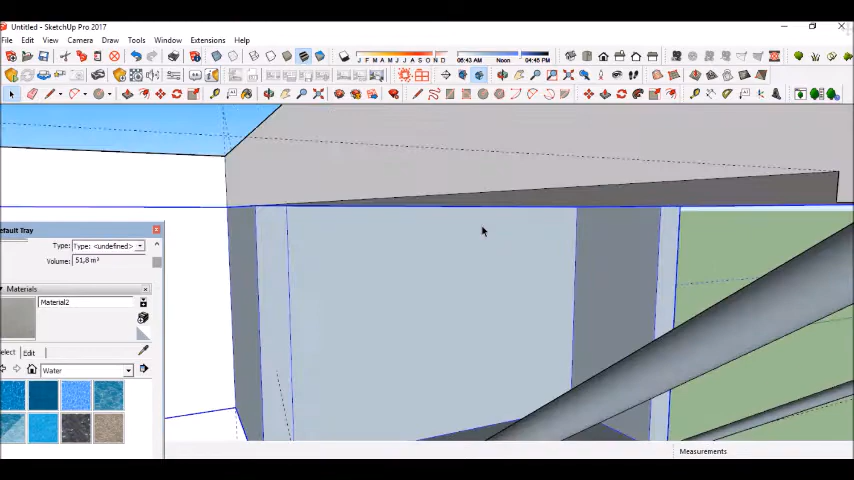 Untitled - SketchUp Pro 2017
File Edit View Camera Draw Tools Window Extensions Help
J F M A M J J A S O N D 06:43 AM Noon 04:45 PM
efault Tray
Type: Type: <undefined>
Volume: 51,8 m³
Materials
Material2
elect Edit
Water
Measurements